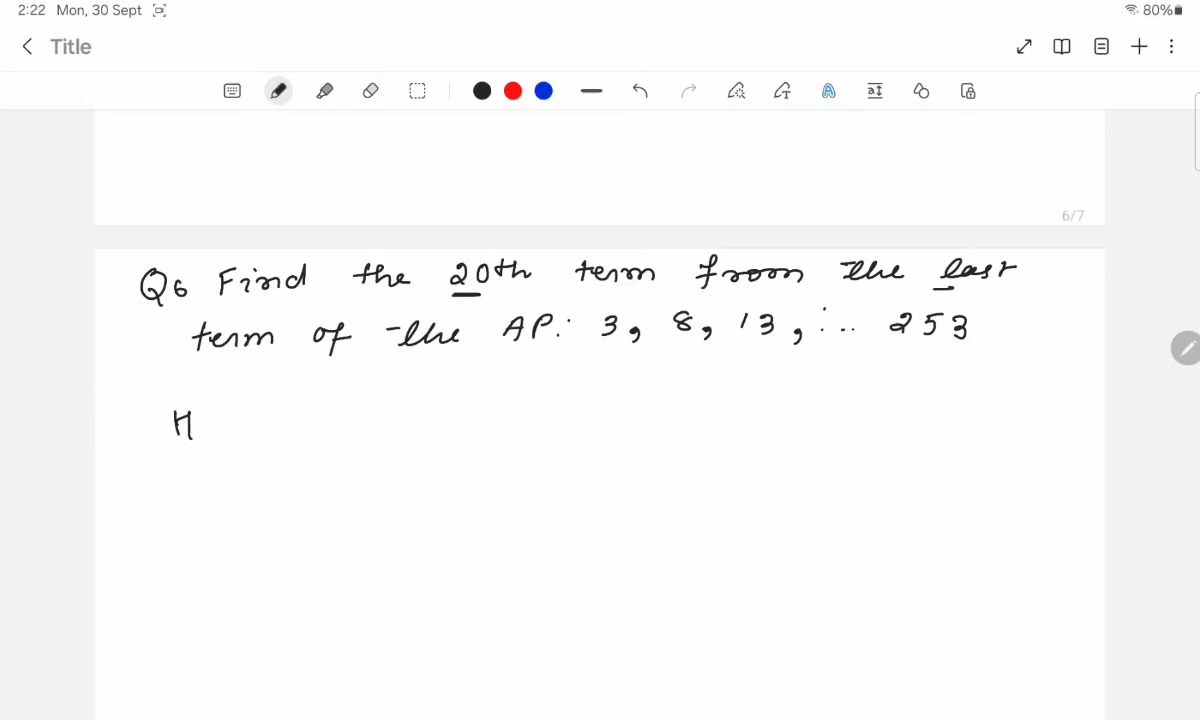 2:22 Mon, 30 Sept
80%
Title
6/7
Q6 Find the 20th term from the last
term of the AP: 3, 8, 13, ... 253
H